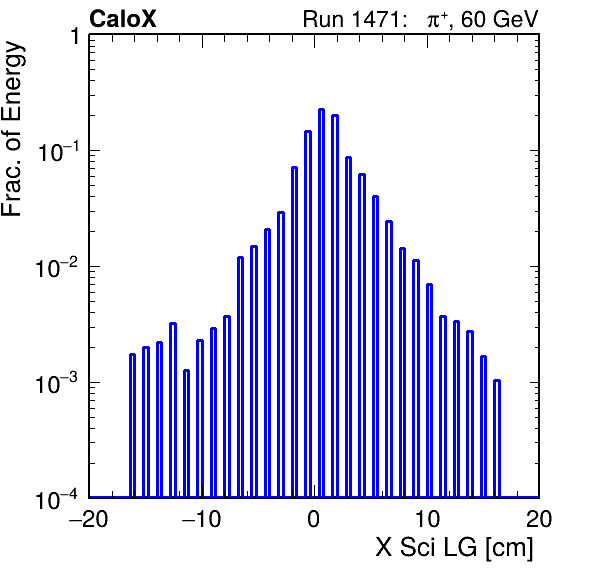 CaloX Run 1471: π⁺, 60 GeV
Frac. of Energy
1
10⁻¹
10⁻²
10⁻³
10⁻⁴
−20 −10 0 10 20
X Sci LG [cm]